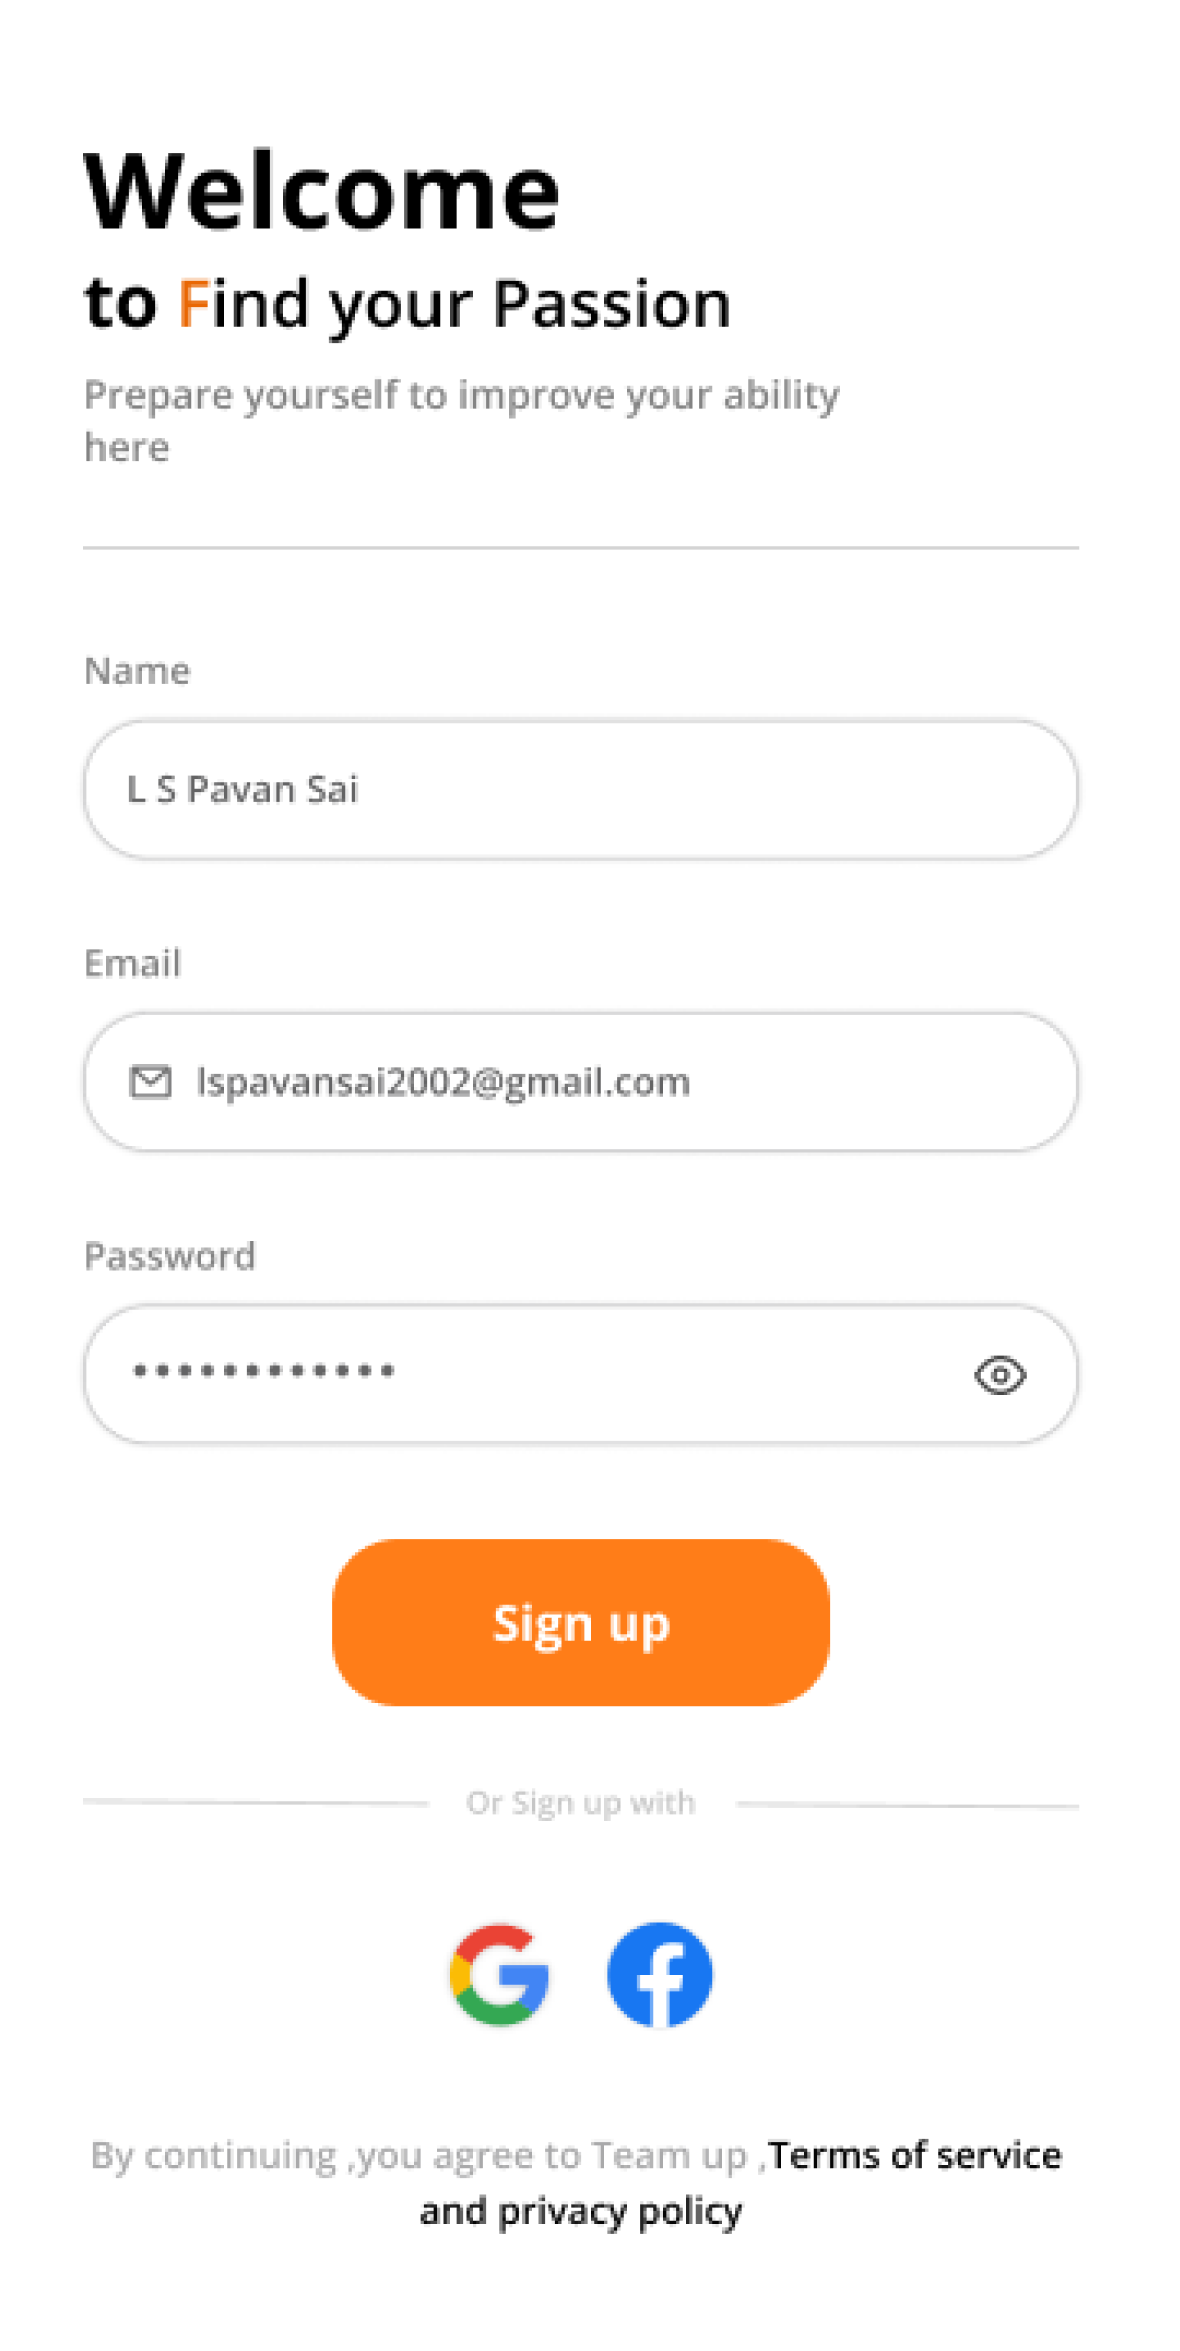 Welcome
to Find your Passion
Prepare yourself to improve your ability
here
Name
L S Pavan Sai
Email
lspavansai2002@gmail.com
Password
••••••••••••
Sign up
Or Sign up with
By continuing ,you agree to Team up ,Terms of service
and privacy policy